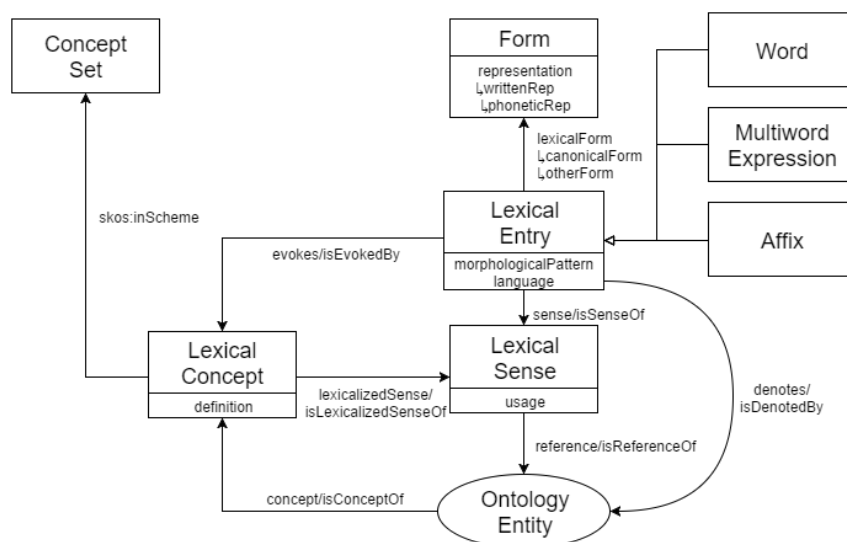 Concept
Set
Form
representation
↳writtenRep
↳phoneticRep
Word
Multiword
Expression
Affix
lexicalForm
↳canonicalForm
↳otherForm
skos:inScheme
Lexical
Entry
morphologicalPattern
language
evokes/isEvokedBy
sense/isSenseOf
Lexical
Concept
definition
lexicalizedSense/
isLexicalizedSenseOf
Lexical
Sense
usage
denotes/
isDenotedBy
reference/isReferenceOf
concept/isConceptOf
Ontology
Entity